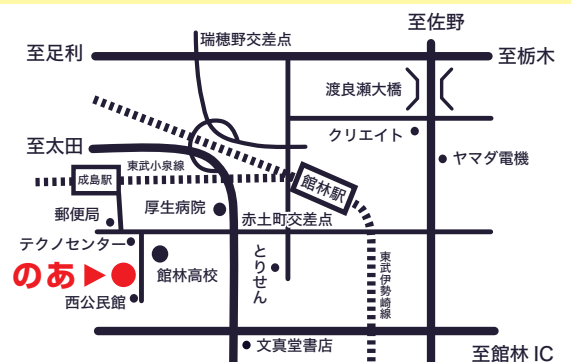 至佐野
瑞穂野交差点
至足利
至栃木
渡良瀬大橋
クリエイト
至太田
ヤマダ電機
東武小泉線
成島駅
館林駅
郵便局
厚生病院
赤土町交差点
テクノセンター
とりせん
東武伊勢崎線
のあ▶
館林高校
西公民館
文真堂書店
至館林 IC